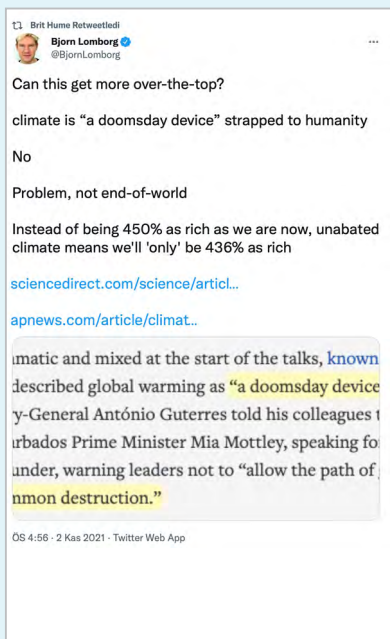 Brit Hume Retweetledi
Bjorn Lomborg
@BjornLomborg
Can this get more over-the-top?
climate is “a doomsday device” strapped to humanity
No
Problem, not end-of-world
Instead of being 450% as rich as we are now, unabated
climate means we'll 'only' be 436% as rich
sciencedirect.com/science/articl...
apnews.com/article/climat...
matic and mixed at the start of the talks, known
described global warming as “a doomsday device
y-General António Guterres told his colleagues
rbados Prime Minister Mia Mottley, speaking fo
under, warning leaders not to “allow the path of
mmon destruction.”
ÖS 4:56 · 2 Kas 2021 · Twitter Web App